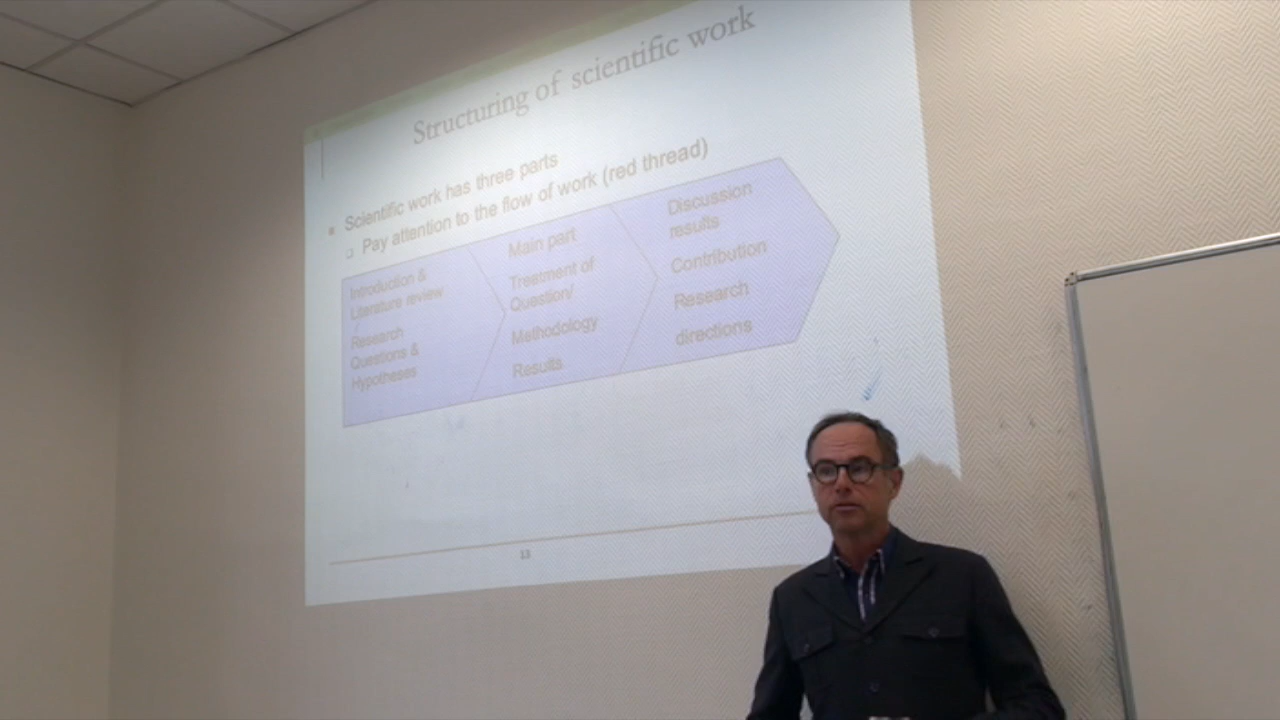 Structuring of scientific work
Scientific work has three parts
Pay attention to the flow of work (red thread)
Introduction &
Literature review
/
Research
Questions &
Hypotheses
Main part
Treatment of
Question/
Methodology
Results
Discussion
results
Contribution
Research
directions
13